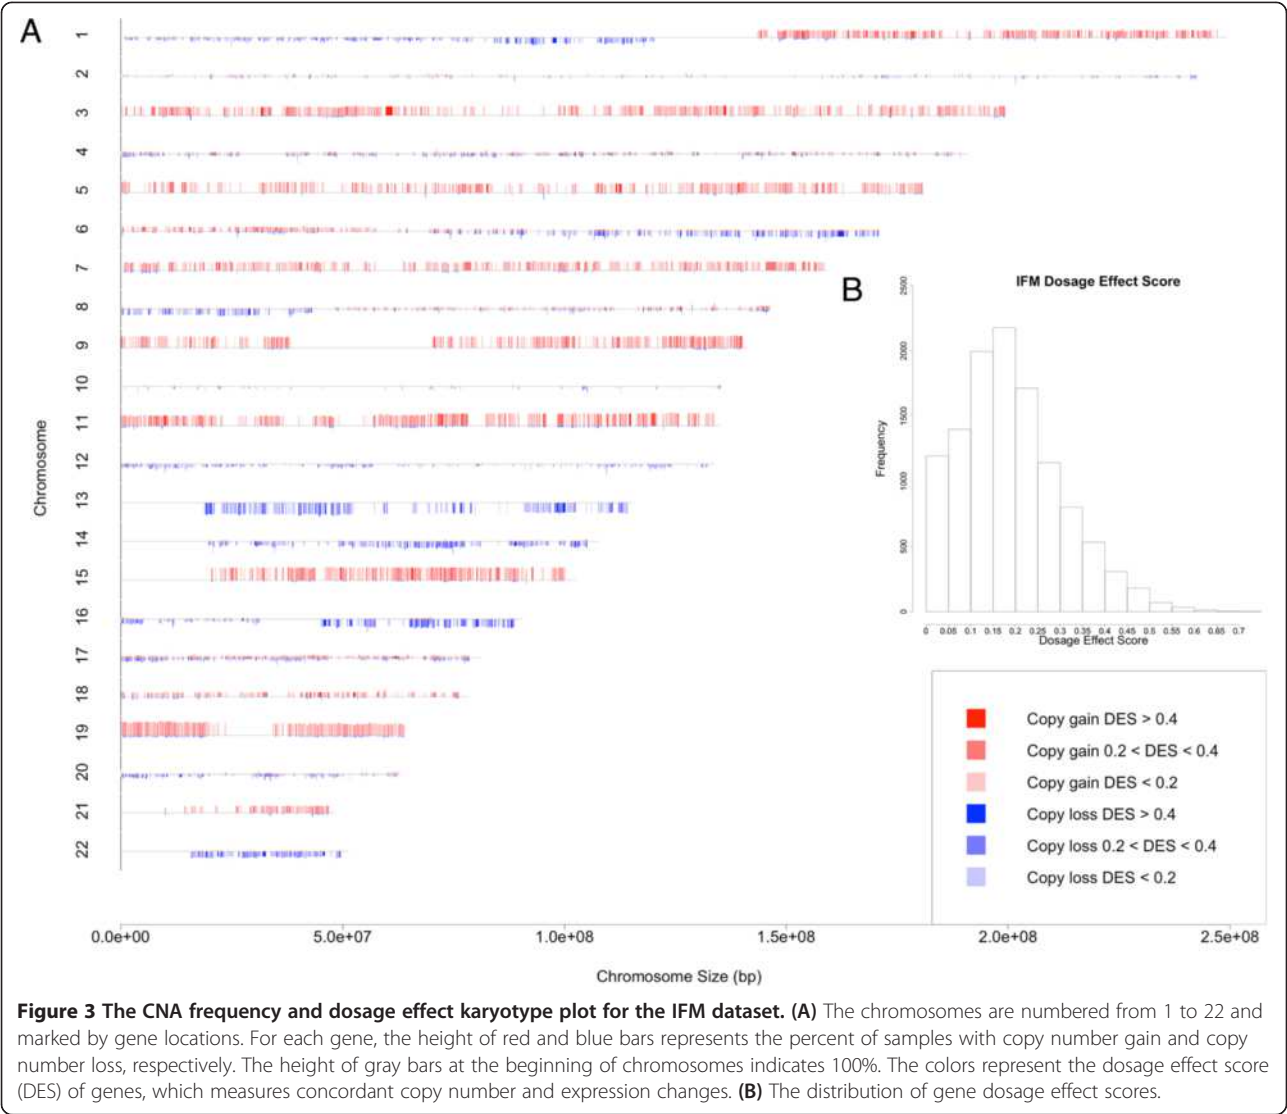 A
Chromosome
1
2
3
4
5
6
7
8
9
10
11
12
13
14
15
16
17
18
19
20
21
22
0.0e+00 5.0e+07 1.0e+08 1.5e+08 2.0e+08 2.5e+08
Chromosome Size (bp)
B
IFM Dosage Effect Score
Frequency
2500
2000
1500
1000
500
0
0 0.05 0.1 0.15 0.2 0.25 0.3 0.35 0.4 0.45 0.5 0.55 0.6 0.65 0.7
Dosage Effect Score
Copy gain DES > 0.4
Copy gain 0.2 < DES < 0.4
Copy gain DES < 0.2
Copy loss DES > 0.4
Copy loss 0.2 < DES < 0.4
Copy loss DES < 0.2
Figure 3 The CNA frequency and dosage effect karyotype plot for the IFM dataset. (A) The chromosomes are numbered from 1 to 22 and
marked by gene locations. For each gene, the height of red and blue bars represents the percent of samples with copy number gain and copy
number loss, respectively. The height of gray bars at the beginning of chromosomes indicates 100%. The colors represent the dosage effect score
(DES) of genes, which measures concordant copy number and expression changes. (B) The distribution of gene dosage effect scores.